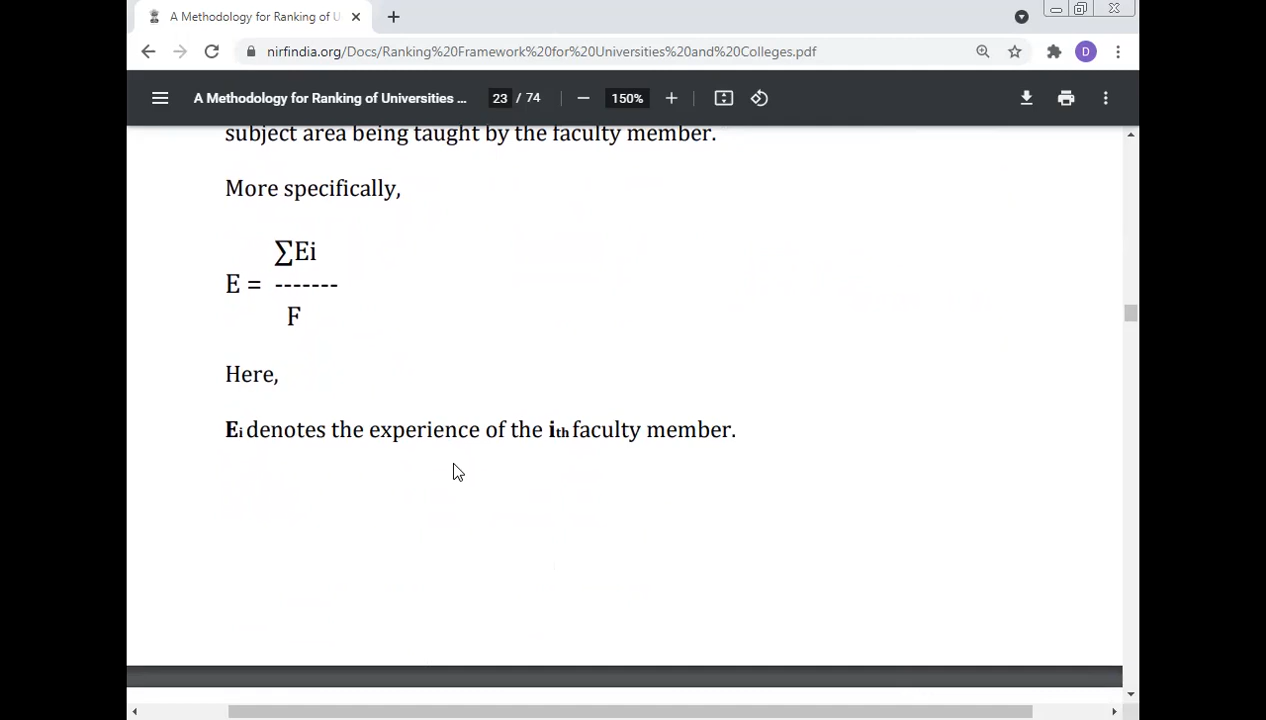 A Methodology for Ranking of U
nirfindia.org/Docs/Ranking%20Framework%20for%20Universities%20and%20Colleges.pdf
D
A Methodology for Ranking of Universities ...
23 / 74
150%
subject area being taught by the faculty member.
More specifically,
∑Ei
E = -------
F
Here,
Ei denotes the experience of the ith faculty member.